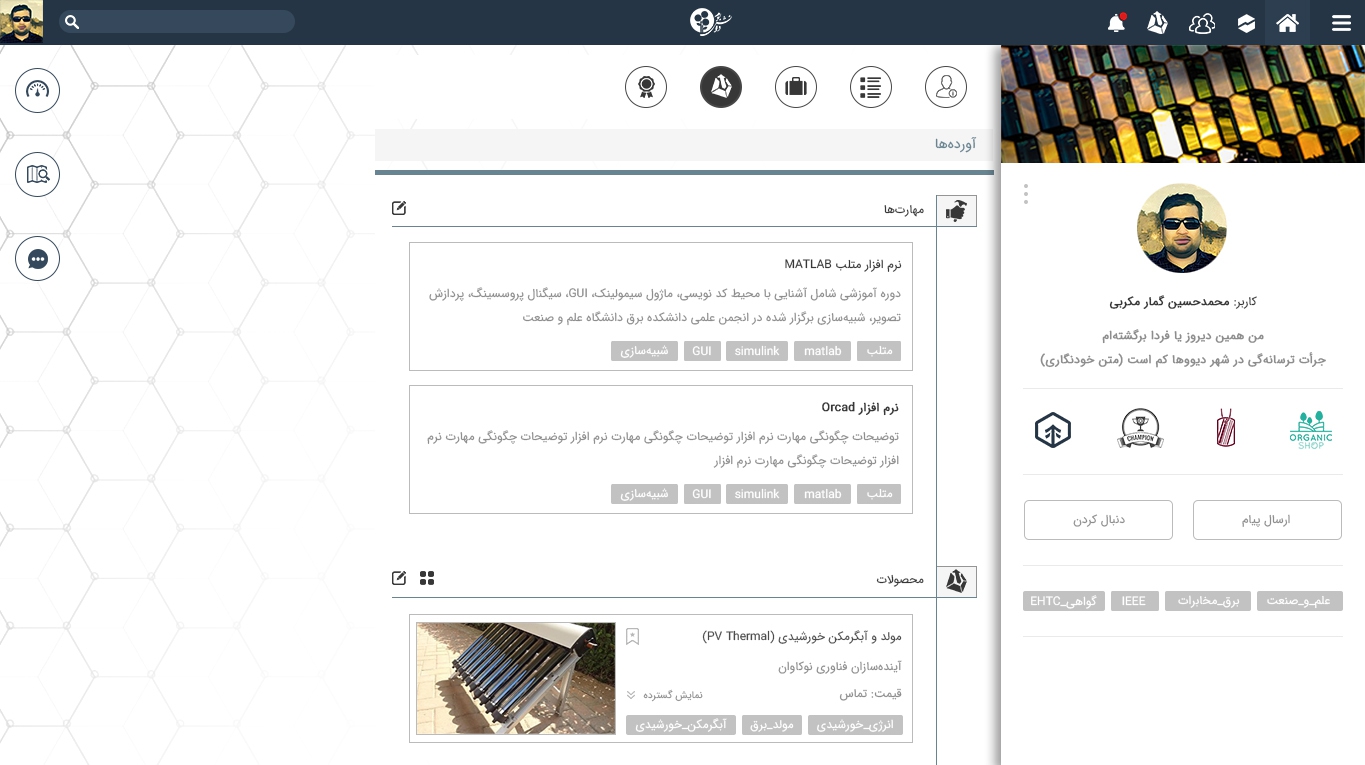 آورده‌ها
کاربر: محمدحسین گمار مکربی
من همین دیروز یا فردا برگشته‌ام
جرأت ترسانه‌گی در شهر دیووها کم است (متن خودنگاری)
CHAMPION
ORGANIC
SHOP
ارسال پیام
دنبال کردن
علم_و_صنعت
برق_مخابرات
IEEE
گواهی_EHTC
مهارت‌ها
نرم افزار متلب MATLAB
دوره آموزشی شامل آشنایی با محیط کد نویسی، ماژول سیمولینک، GUI، سیگنال پروسسینگ، پردازش
تصویر، شبیه‌سازی برگزار شده در انجمن علمی دانشکده برق دانشگاه علم و صنعت
متلب
matlab
simulink
GUI
شبیه‌سازی
نرم افزار Orcad
توضیحات چگونگی مهارت نرم افزار توضیحات چگونگی مهارت نرم افزار توضیحات چگونگی مهارت نرم
افزار توضیحات چگونگی مهارت نرم افزار
متلب
matlab
simulink
GUI
شبیه‌سازی
محصولات
مولد و آبگرمکن خورشیدی (PV Thermal)
آینده‌سازان فناوری نوکاوان
قیمت: تماس
نمایش گسترده
انرژی_خورشیدی
مولد_برق
آبگرمکن_خورشیدی